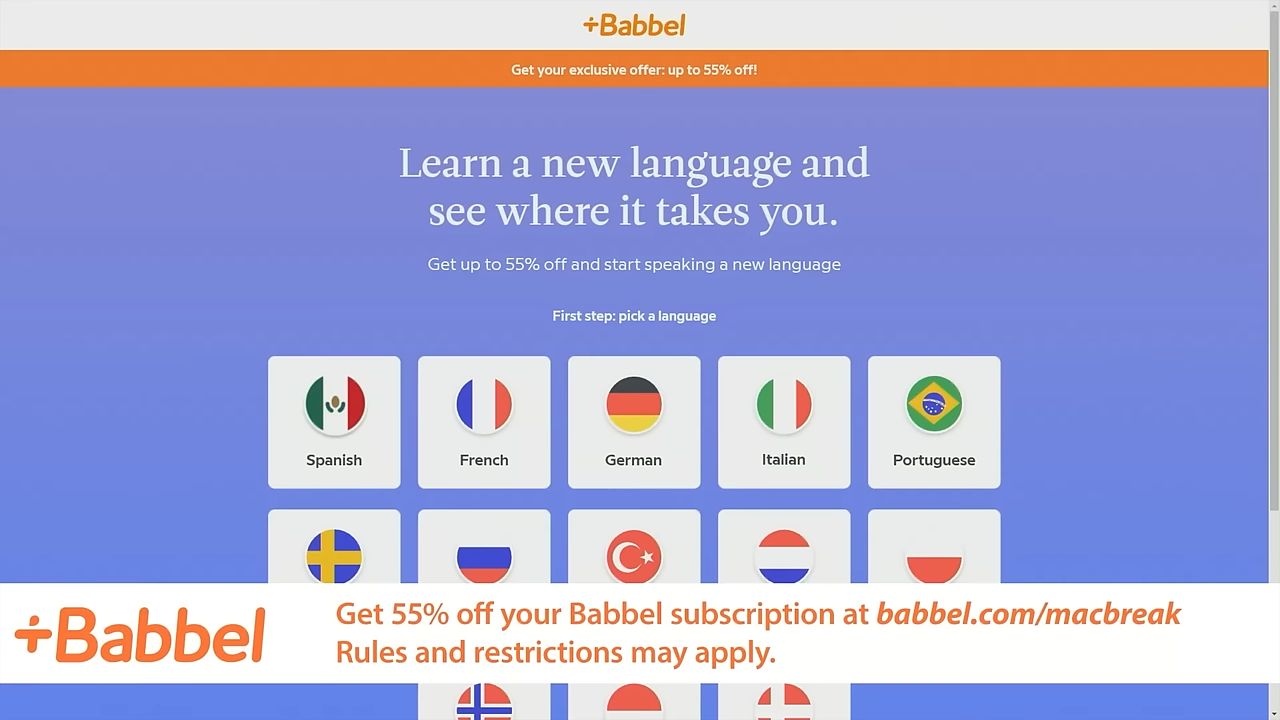 +Babbel
Get your exclusive offer: up to 55% off!
Learn a new language and
see where it takes you.
Get up to 55% off and start speaking a new language
First step: pick a language
Spanish
French
German
Italian
Portuguese
+Babbel
Get 55% off your Babbel subscription at babbel.com/macbreak
Rules and restrictions may apply.